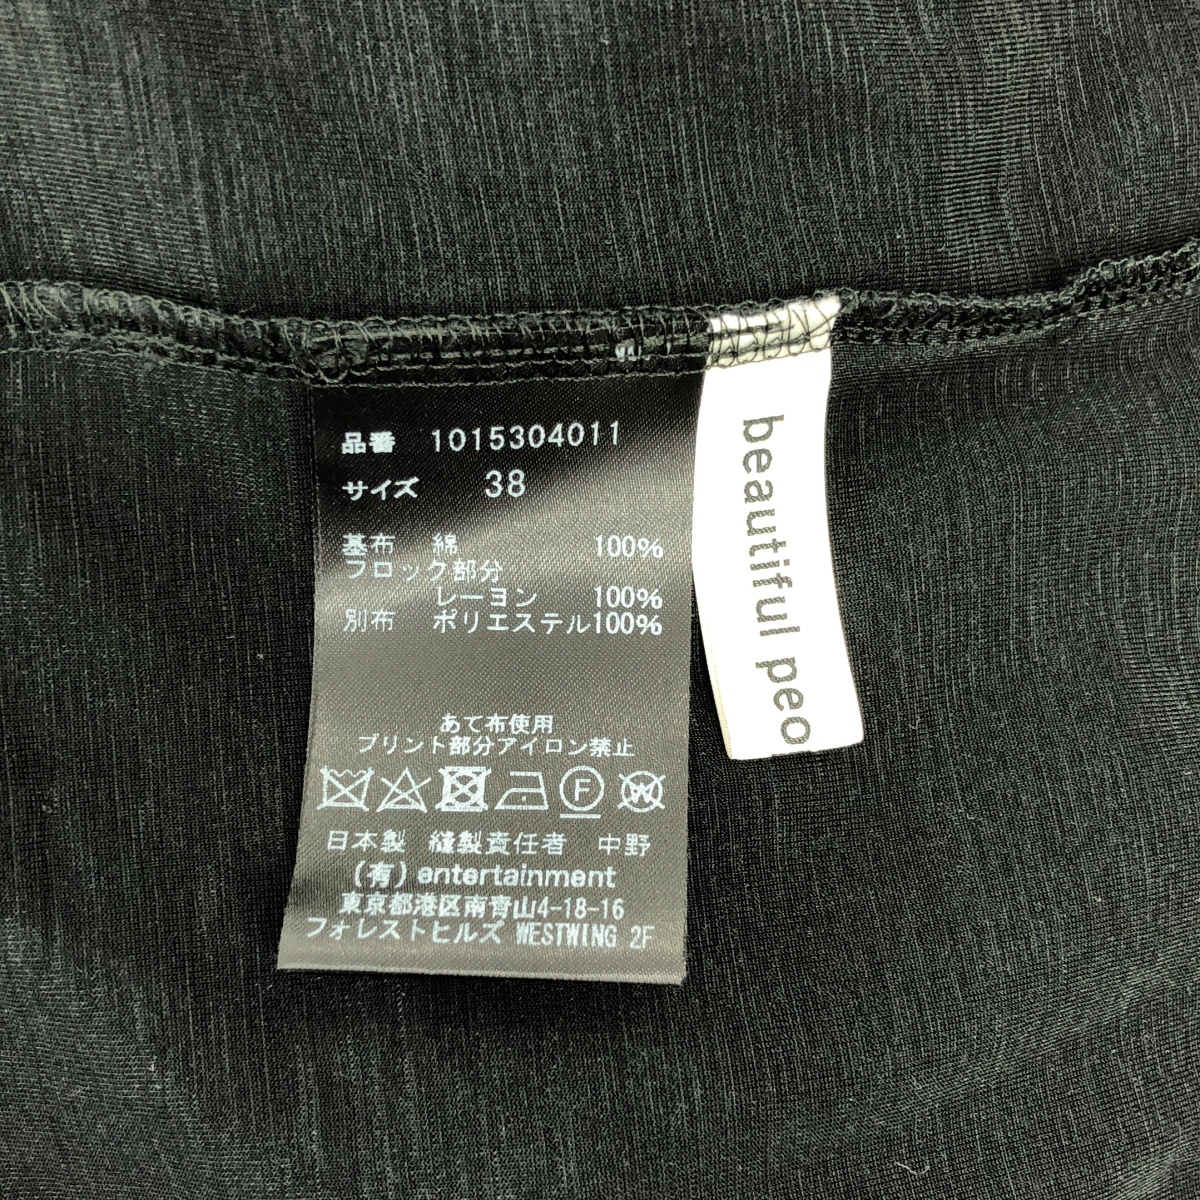 品番 1015304011
サイズ 38
基布 綿 100%
フロック部分
レーヨン 100%
別布 ポリエステル100%
あて布使用
プリント部分アイロン禁止
F W
日本製 縫製責任者 中野
(有) entertainment
東京都港区南青山4-18-16
フォレストヒルズ WESTWING 2F
beautiful peo